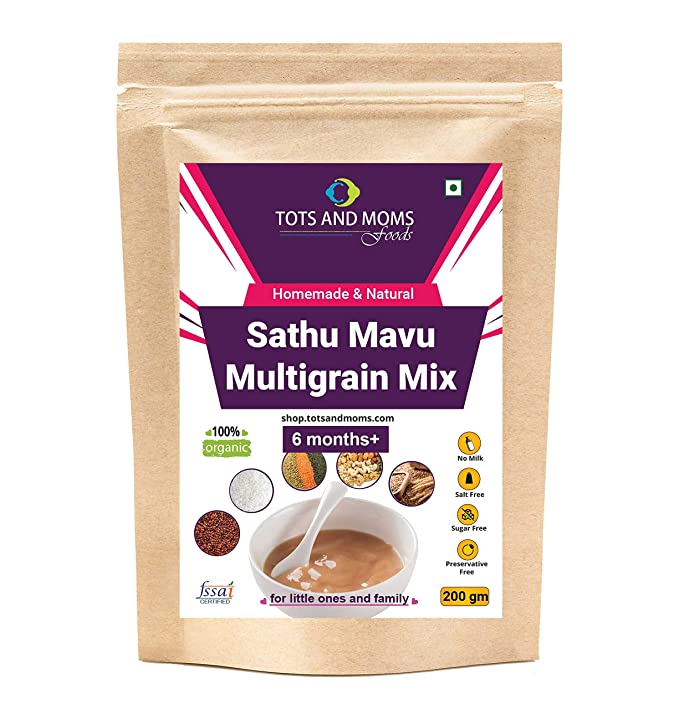 TOTS AND MOMS
Foods
Homemade & Natural
Sathu Mavu
Multigrain Mix
shop.totsandmoms.com
6 months+
100%
organic
No Milk
Salt Free
Sugar Free
Preservative
Free
fssai
CERTIFIED
for little ones and family
200 gm